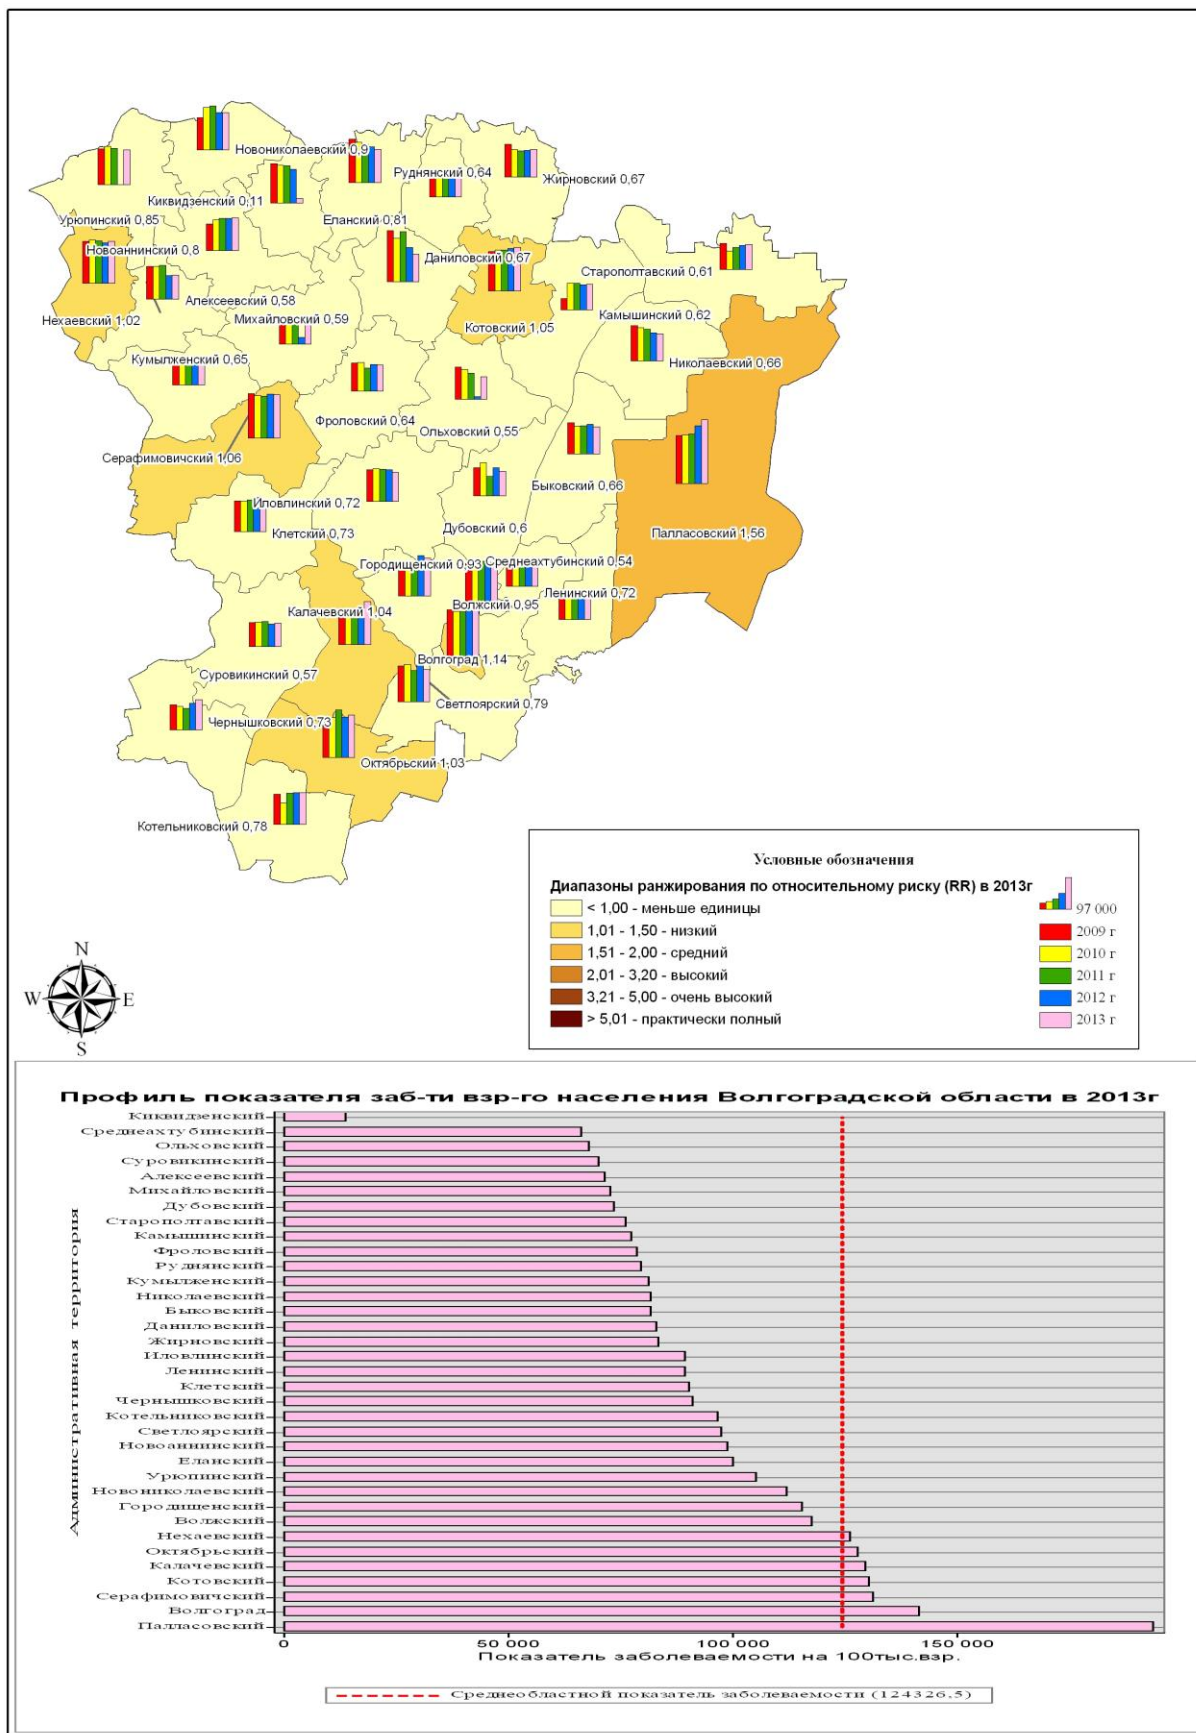 Новониколаевский 0,9
Руднянский 0,64
Жирновский 0,67
Киквидзенский 0,11
Урюпинский 0,85
Еланский 0,81
Новоаннинский 0,8
Даниловский 0,67
Старополтавский 0,61
Алексеевский 0,58
Нехаевский 1,02
Михайловский 0,59
Котовский 1,05
Камышинский 0,62
Кумылженский 0,65
Николаевский 0,66
Фроловский 0,64
Ольховский 0,55
Серафимовичский 1,06
Быковский 0,66
Иловлинский 0,72
Дубовский 0,6
Клетский 0,73
Палласовский 1,56
Городищенский 0,93
Среднеахтубинский 0,54
Ленинский 0,72
Калачевский 1,04
Волжский 0,95
Волгоград 1,14
Суровикинский 0,57
Светлоярский 0,79
Чернышковский 0,73
Октябрьский 1,03
Котельниковский 0,78
N
W E
S
Условные обозначения
Диапазоны ранжирования по относительному риску (RR) в 2013г
< 1,00 - меньше единицы
1,01 - 1,50 - низкий
1,51 - 2,00 - средний
2,01 - 3,20 - высокий
3,21 - 5,00 - очень высокий
> 5,01 - практически полный
97 000
2009 г
2010 г
2011 г
2012 г
2013 г
Профиль показателя заб-ти взр-го населения Волгоградской области в 2013г
Административная территория
Киквидзенский
Среднеахтубинский
Ольховский
Суровикинский
Алексеевский
Михайловский
Дубовский
Старополтавский
Камышинский
Фроловский
Руднянский
Кумылженский
Николаевский
Быковский
Даниловский
Жирновский
Иловлинский
Ленинский
Клетский
Чернышковский
Котельниковский
Светлоярский
Новоаннинский
Еланский
Урюпинский
Новониколаевский
Городищенский
Волжский
Нехаевский
Октябрьский
Калачевский
Котовский
Серафимовичский
Волгоград
Палласовский
0 50 000 100 000 150 000
Показатель заболеваемости на 100тыс.взр.
Среднеобластной показатель заболеваемости (124326,5)